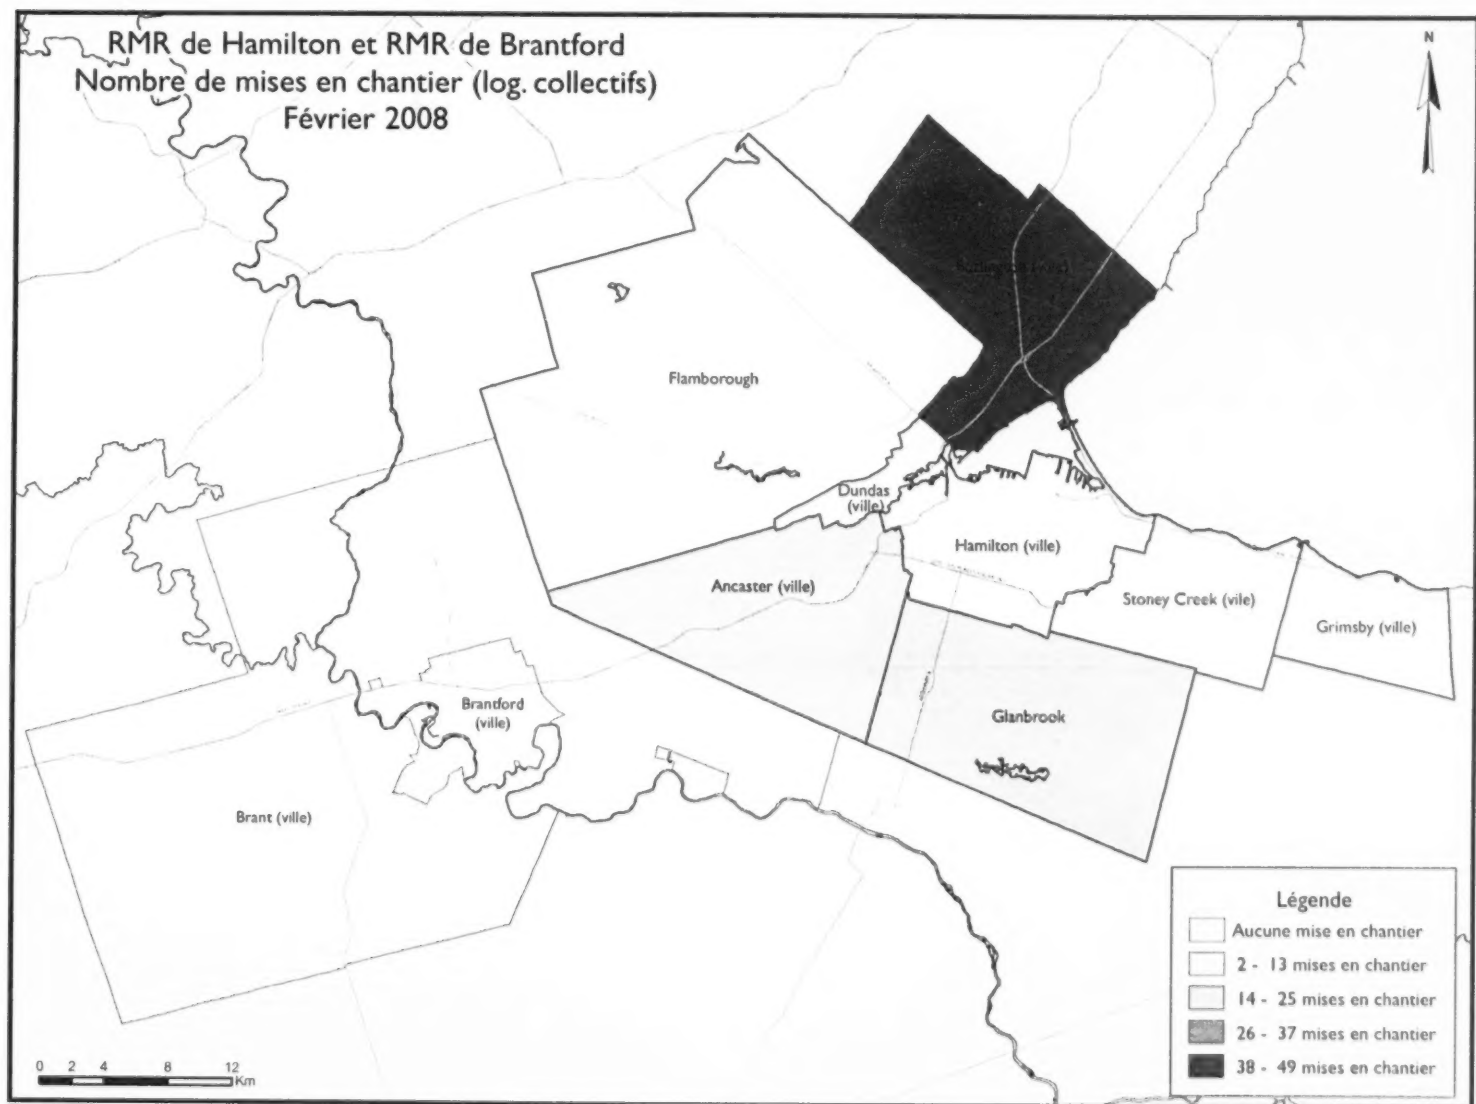 RMR de Hamilton et RMR de Brantford
Nombre de mises en chantier (log. collectifs)
Février 2008
N
Burlington (ville)
Flamborough
Dundas
(ville)
Hamilton (ville)
Ancaster (ville)
Stoney Creek (vile)
Grimsby (ville)
Glanbrook
Brantford
(ville)
Brant (ville)
Légende
Aucune mise en chantier
2 - 13 mises en chantier
14 - 25 mises en chantier
26 - 37 mises en chantier
38 - 49 mises en chantier
0 2 4 8 12
Km